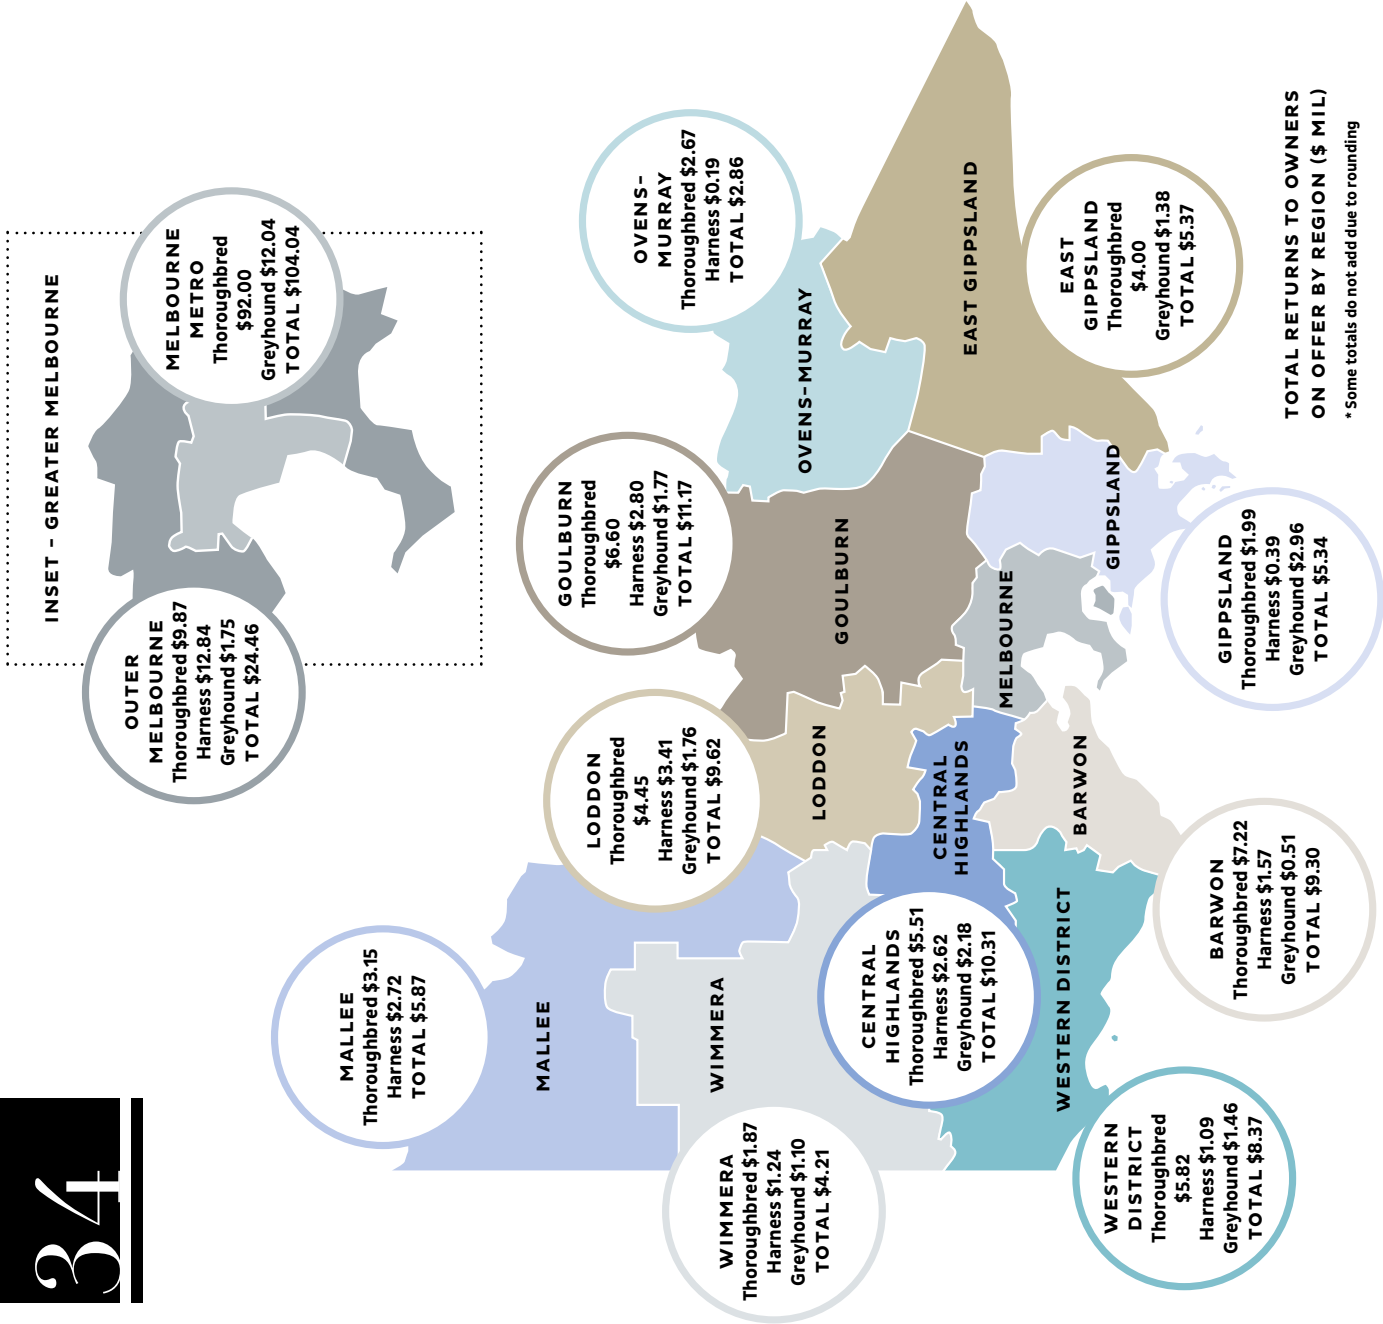 34
INSET – GREATER MELBOURNE
OUTER
MELBOURNE
Thoroughbred $9.87
Harness $12.84
Greyhound $1.75
TOTAL $24.46
MELBOURNE
METRO
Thoroughbred
$92.00
Greyhound $12.04
TOTAL $104.04
MALLEE
Thoroughbred $3.15
Harness $2.72
TOTAL $5.87
LODDON
Thoroughbred
$4.45
Harness $3.41
Greyhound $1.76
TOTAL $9.62
GOULBURN
Thoroughbred
$6.60
Harness $2.80
Greyhound $1.77
TOTAL $11.17
OVENS–
MURRAY
Thoroughbred $2.67
Harness $0.19
TOTAL $2.86
MALLEE
WIMMERA
LODDON
GOULBURN
OVENS–MURRAY
EAST GIPPSLAND
CENTRAL
HIGHLANDS
MELBOURNE
WESTERN DISTRICT
BARWON
GIPPSLAND
WIMMERA
Thoroughbred $1.87
Harness $1.24
Greyhound $1.10
TOTAL $4.21
CENTRAL
HIGHLANDS
Thoroughbred $5.51
Harness $2.62
Greyhound $2.18
TOTAL $10.31
EAST
GIPPSLAND
Thoroughbred
$4.00
Greyhound $1.38
TOTAL $5.37
WESTERN
DISTRICT
Thoroughbred
$5.82
Harness $1.09
Greyhound $1.46
TOTAL $8.37
BARWON
Thoroughbred $7.22
Harness $1.57
Greyhound $0.51
TOTAL $9.30
GIPPSLAND
Thoroughbred $1.99
Harness $0.39
Greyhound $2.96
TOTAL $5.34
TOTAL RETURNS TO OWNERS
ON OFFER BY REGION ($ MIL)
* Some totals do not add due to rounding